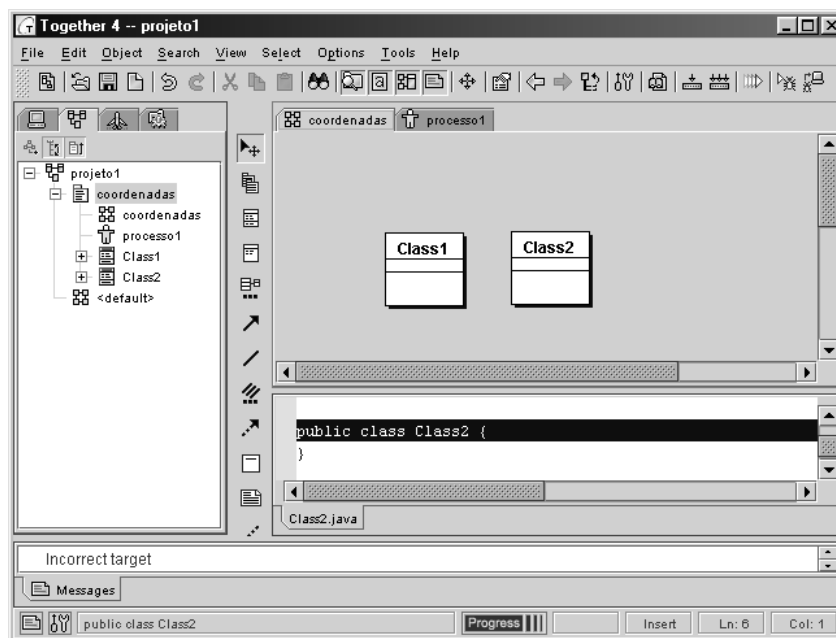 Together 4 -- projeto1
File Edit Object Search View Select Options Tools Help
coordenadas processo1
projeto1
coordenadas
coordenadas
processo1
Class1
Class2
<default>
Class1 Class2
public class Class2 {
}
Class2.java
Incorrect target
Messages
public class Class2 Progress Insert Ln: 6 Col: 1